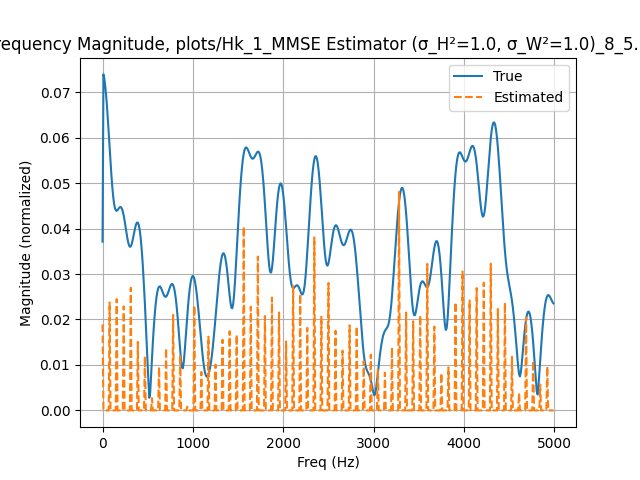 requency Magnitude, plots/Hk_1_MMSE Estimator (σ_H²=1.0, σ_W²=1.0)_8_5.
True
Estimated
Magnitude (normalized)
0.07
0.06
0.05
0.04
0.03
0.02
0.01
0.00
0 1000 2000 3000 4000 5000
Freq (Hz)